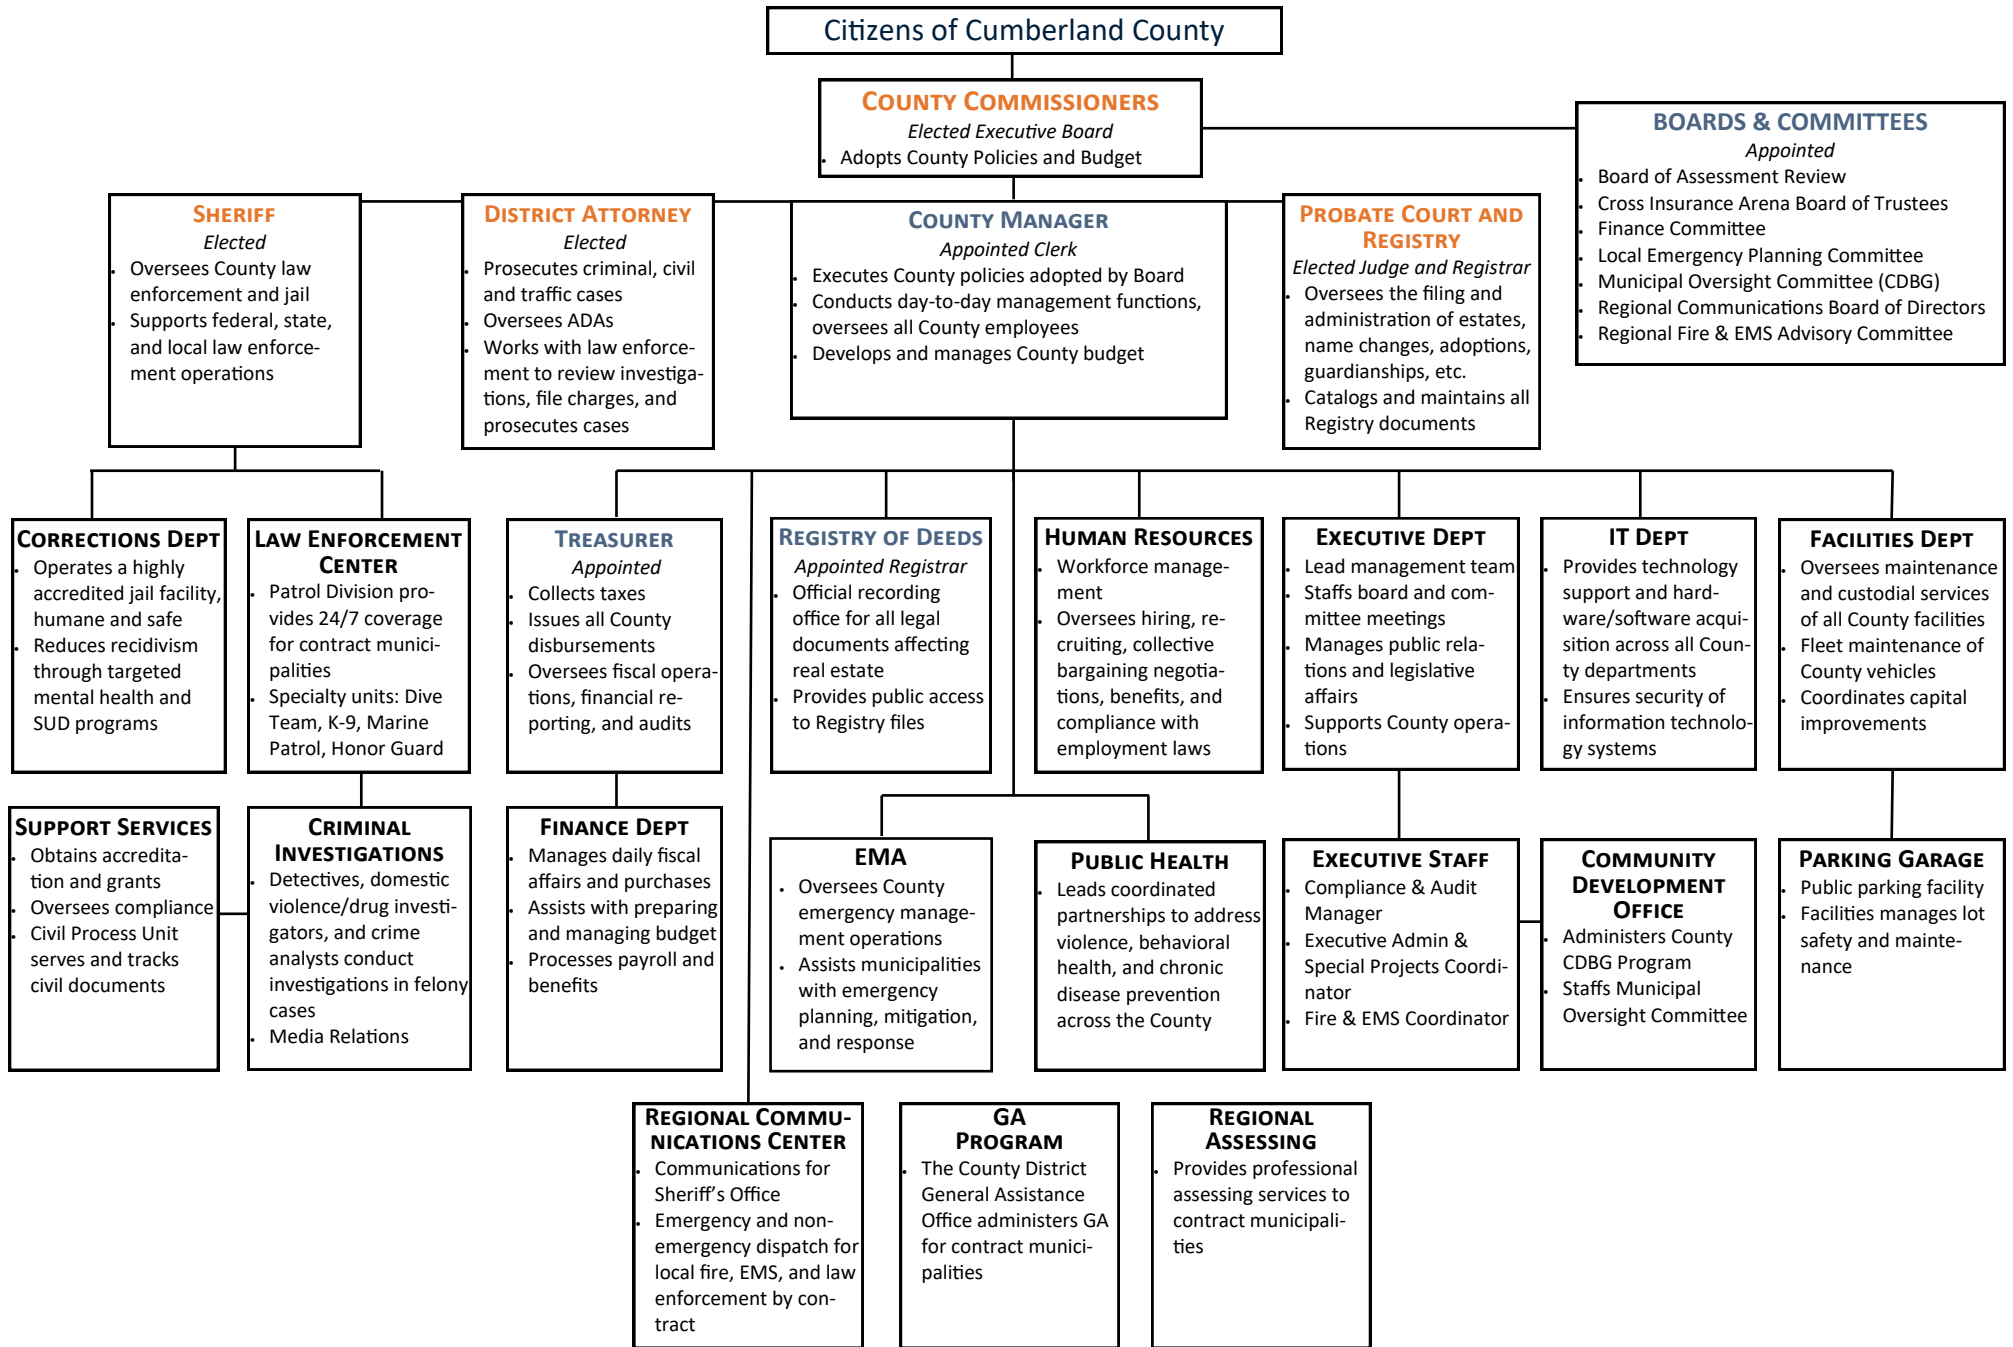 Citizens of Cumberland County
COUNTY COMMISSIONERS
Elected Executive Board
• Adopts County Policies and Budget
BOARDS & COMMITTEES
Appointed
• Board of Assessment Review
• Cross Insurance Arena Board of Trustees
• Finance Committee
• Local Emergency Planning Committee
• Municipal Oversight Committee (CDBG)
• Regional Communications Board of Directors
• Regional Fire & EMS Advisory Committee
SHERIFF
Elected
• Oversees County law
enforcement and jail
• Supports federal, state,
and local law enforce-
ment operations
DISTRICT ATTORNEY
Elected
• Prosecutes criminal, civil
and traffic cases
• Oversees ADAs
• Works with law enforce-
ment to review investiga-
tions, file charges, and
prosecutes cases
COUNTY MANAGER
Appointed Clerk
• Executes County policies adopted by Board
• Conducts day-to-day management functions,
oversees all County employees
• Develops and manages County budget
PROBATE COURT AND
REGISTRY
Elected Judge and Registrar
• Oversees the filing and
administration of estates,
name changes, adoptions,
guardianships, etc.
• Catalogs and maintains all
Registry documents
CORRECTIONS DEPT
• Operates a highly
accredited jail facility,
humane and safe
• Reduces recidivism
through targeted
mental health and
SUD programs
LAW ENFORCEMENT
CENTER
• Patrol Division pro-
vides 24/7 coverage
for contract munici-
palities
• Specialty units: Dive
Team, K-9, Marine
Patrol, Honor Guard
TREASURER
Appointed
• Collects taxes
• Issues all County
disbursements
• Oversees fiscal opera-
tions, financial re-
porting, and audits
REGISTRY OF DEEDS
Appointed Registrar
• Official recording
office for all legal
documents affecting
real estate
• Provides public access
to Registry files
HUMAN RESOURCES
• Workforce manage-
ment
• Oversees hiring, re-
cruiting, collective
bargaining negotia-
tions, benefits, and
compliance with
employment laws
EXECUTIVE DEPT
• Lead management team
• Staffs board and com-
mittee meetings
• Manages public rela-
tions and legislative
affairs
• Supports County opera-
tions
IT DEPT
• Provides technology
support and hard-
ware/software acqui-
sition across all Coun-
ty departments
• Ensures security of
information technolo-
gy systems
FACILITIES DEPT
• Oversees maintenance
and custodial services
of all County facilities
• Fleet maintenance of
County vehicles
• Coordinates capital
improvements
SUPPORT SERVICES
• Obtains accredita-
tion and grants
• Oversees compliance
• Civil Process Unit
serves and tracks
civil documents
CRIMINAL
INVESTIGATIONS
• Detectives, domestic
violence/drug investi-
gators, and crime
analysts conduct
investigations in felony
cases
• Media Relations
FINANCE DEPT
• Manages daily fiscal
affairs and purchases
• Assists with preparing
and managing budget
• Processes payroll and
benefits
EMA
• Oversees County
emergency manage-
ment operations
• Assists municipalities
with emergency
planning, mitigation,
and response
PUBLIC HEALTH
• Leads coordinated
partnerships to address
violence, behavioral
health, and chronic
disease prevention
across the County
EXECUTIVE STAFF
• Compliance & Audit
Manager
• Executive Admin &
Special Projects Coordi-
nator
• Fire & EMS Coordinator
COMMUNITY
DEVELOPMENT
OFFICE
• Administers County
CDBG Program
• Staffs Municipal
Oversight Committee
PARKING GARAGE
• Public parking facility
• Facilities manages lot
safety and mainte-
nance
REGIONAL COMMU-
NICATIONS CENTER
• Communications for
Sheriff's Office
• Emergency and non-
emergency dispatch for
local fire, EMS, and law
enforcement by con-
tract
GA
PROGRAM
• The County District
General Assistance
Office administers GA
for contract munici-
palities
REGIONAL
ASSESSING
• Provides professional
assessing services to
contract municipali-
ties